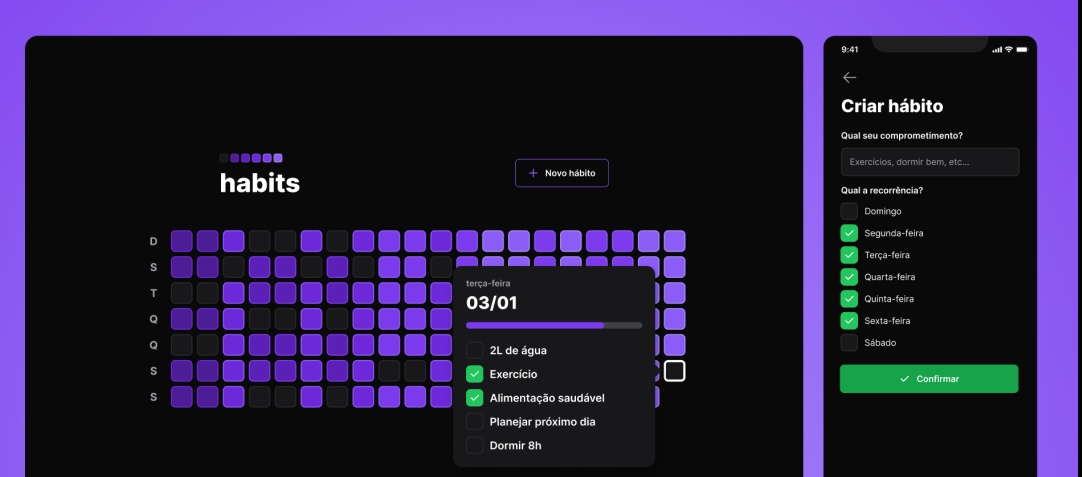 habits
+ Novo hábito
D
S
T
Q
Q
S
S
terça-feira
03/01
2L de água
Exercício
Alimentação saudável
Planejar próximo dia
Dormir 8h
9:41
Criar hábito
Qual seu comprometimento?
Exercícios, dormir bem, etc...
Qual a recorrência?
Domingo
Segunda-feira
Terça-feira
Quarta-feira
Quinta-feira
Sexta-feira
Sábado
Confirmar